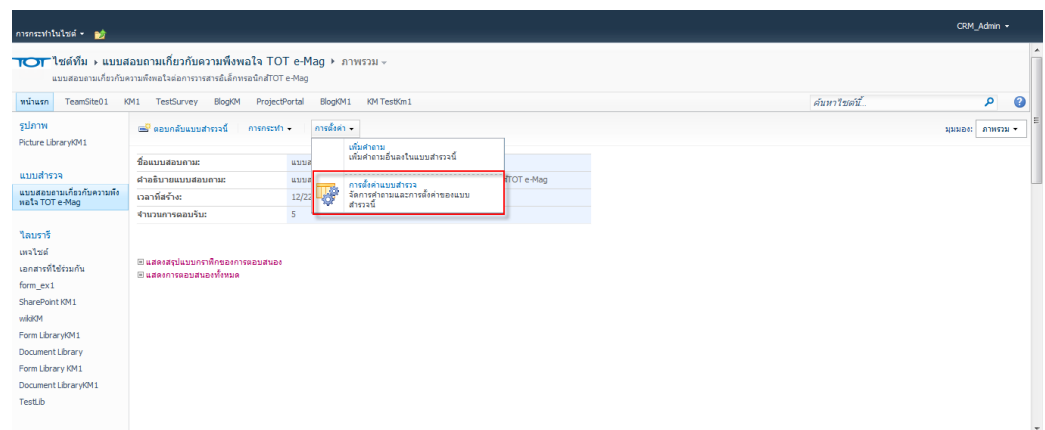 CRM_Admin
การกระทำในไซต์
TOT ไซต์ทีม › แบบสอบถามเกี่ยวกับความพึงพอใจ TOT e-Mag › ภาพรวม
แบบสอบถามเกี่ยวกับความพึงพอใจต่อการวารสารอิเล็กทรอนิกส์TOT e-Mag
หน้าแรก TeamSite01 KM1 TestSurvey BlogKM ProjectPortal BlogKM1 KM TestKm1 ค้นหาไซต์นี้...
รูปภาพ
Picture LibraryKM1
แบบสำรวจ
แบบสอบถามเกี่ยวกับความพึงพอใจ TOT e-Mag
ไลบรารี
เพจไซต์
เอกสารที่ใช้ร่วมกัน
form_ex1
SharePoint KM1
wikiKM
Form LibraryKM1
Document Library
Form Library KM1
Document LibraryKM1
TestLib
ตอบกลับแบบสำรวจนี้ การกระทำ การตั้งค่า มุมมอง: ภาพรวม
เพิ่มคำถาม
เพิ่มคำถามอื่นลงในแบบสำรวจนี้
การตั้งค่าแบบสำรวจ
จัดการคำถามและการตั้งค่าของแบบ
สำรวจนี้
ชื่อแบบสอบถาม: แบบส
คำอธิบายแบบสอบถาม: แบบส TOT e-Mag
เวลาที่สร้าง: 12/22
จำนวนการตอบรับ: 5
แสดงสรุปแบบกราฟิกของการตอบสนอง
แสดงการตอบสนองทั้งหมด